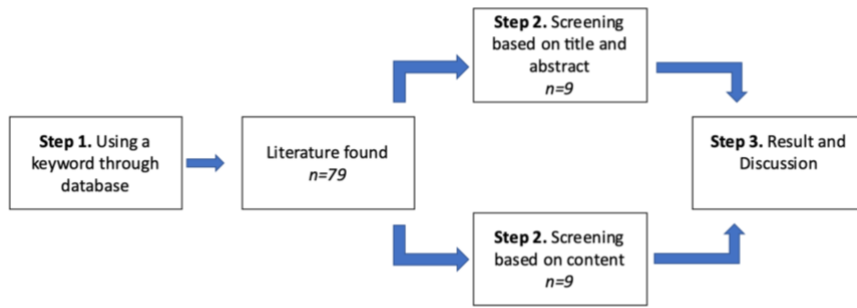 Step 1. Using a
keyword through
database
Literature found
n=79
Step 2. Screening
based on title and
abstract
n=9
Step 2. Screening
based on content
n=9
Step 3. Result and
Discussion